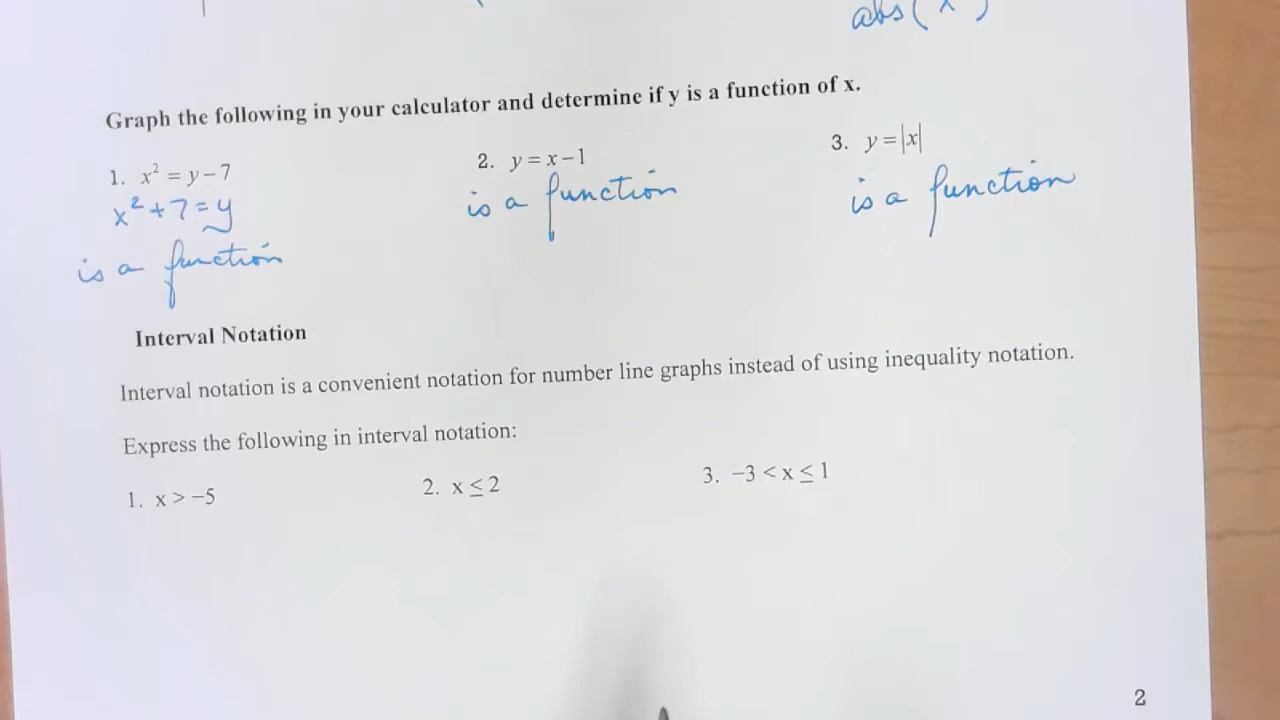 abs(x)
Graph the following in your calculator and determine if y is a function of x.
1. x² = y – 7
2. y = x – 1
3. y = |x|
x² + 7 = y
is a function
is a function
is a function
Interval Notation
Interval notation is a convenient notation for number line graphs instead of using inequality notation.
Express the following in interval notation:
1. x > –5
2. x ≤ 2
3. –3 < x ≤ 1
2